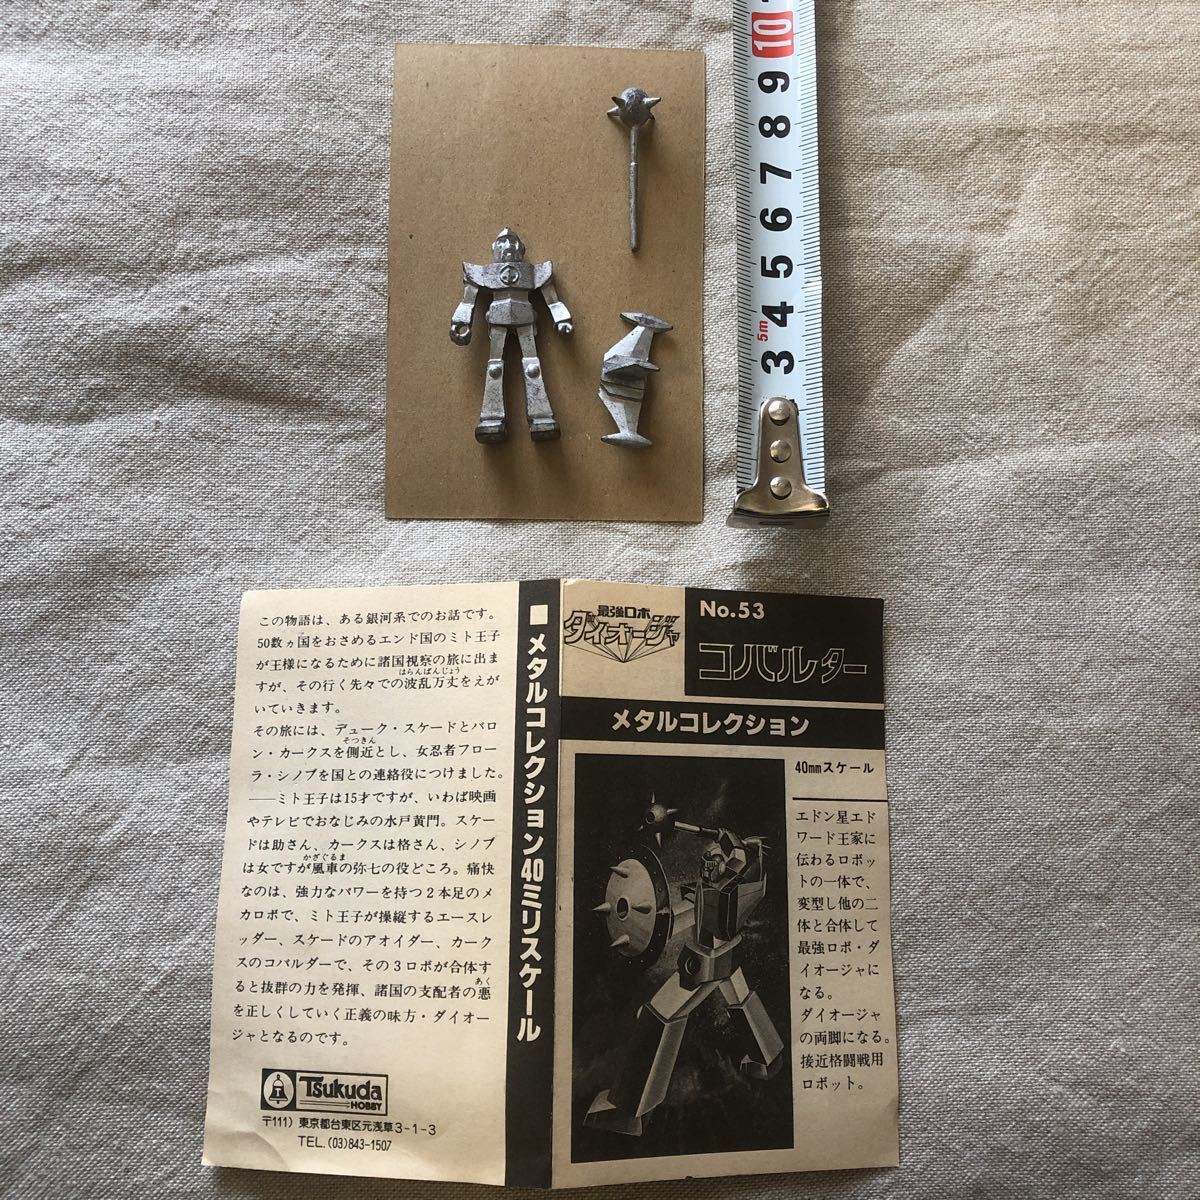 10
9
8
7
6
5
4
5m
3
この物語は、ある銀河系でのお話です。
50数ヵ国をおさめるエンド国のミト王子
が王様になるために諸国視察の旅に出ま
はらんばんじょう
すが、その行く先々での波乱万丈をえが
いていきます。
その旅には、デューク・スケードとバロ
そっきん
ン・カークスを側近とし、女忍者フロー
ラ・シノブを国との連絡役につけました。
――ミト王子は15才ですが、いわば映画
やテレビでおなじみの水戸黄門。スケー
ドは助さん、カークスは格さん、シノブ
かざぐるま
は女ですが風車の弥七の役どころ。痛快
なのは、強力なパワーを持つ2本足のメ
カロボで、ミト王子が操縦するエースレ
ッダー、スケードのアオイダー、カーク
スのコバルダーで、その3ロボが合体す
ると抜群の力を発揮、諸国の支配者の悪
あく
を正しくしていく正義の味方・ダイオー
ジャとなるのです。
Tsukuda
HOBBY
〒111) 東京都台東区元浅草3-1-3
TEL. (03)843-1507
■メタルコレクション40ミリスケール
最強ロボ
ダイオージャ
No.53
コバルター
メタルコレクション
40mmスケール
エドン星エド
ワード王家に
伝わるロボッ
トの一体で、
変型し他の二
体と合体して
最強ロボ・ダ
イオージャに
なる。
ダイオージャ
の両脚になる。
接近格闘戦用
ロボット。